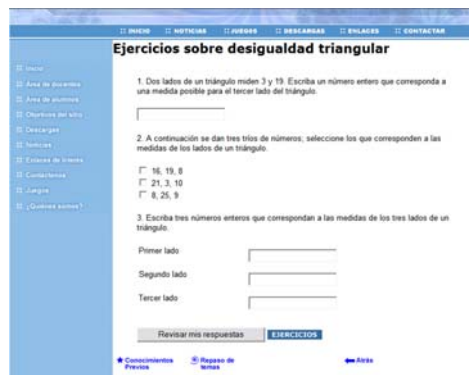 INICIO NOTICIAS JUEGOS DESCARGAS ENLACES CONTACTAR
Ejercicios sobre desigualdad triangular
Inicio
Área de docentes
Área de alumnos
Objetivos del sitio
Descargas
Noticias
Enlaces de interés
Contáctenos
Juegos
¿Quiénes somos?
1. Dos lados de un triángulo miden 3 y 19. Escriba un número entero que corresponda a
una medida posible para el tercer lado del triángulo.
2. A continuación se dan tres tríos de números, seleccione los que corresponden a las
medidas de los lados de un triángulo.
16, 19, 8
21, 3, 10
8, 25, 9
3. Escriba tres números enteros que correspondan a las medidas de los tres lados de un
triángulo.
Primer lado
Segundo lado
Tercer lado
Revisar mis respuestas EJERCICIOS
Conocimientos Previos
Repaso de temas
Atrás